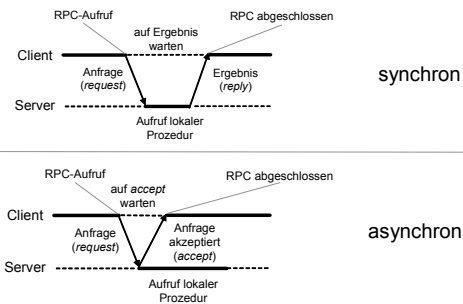 RPC-Aufruf
RPC abgeschlossen
auf Ergebnis
warten
Client
Anfrage
(request)
Ergebnis
(reply)
synchron
Server
Aufruf lokaler
Prozedur
RPC-Aufruf
RPC abgeschlossen
auf accept
warten
Client
Anfrage
(request)
Anfrage
akzeptiert
(accept)
asynchron
Server
Aufruf lokaler
Prozedur